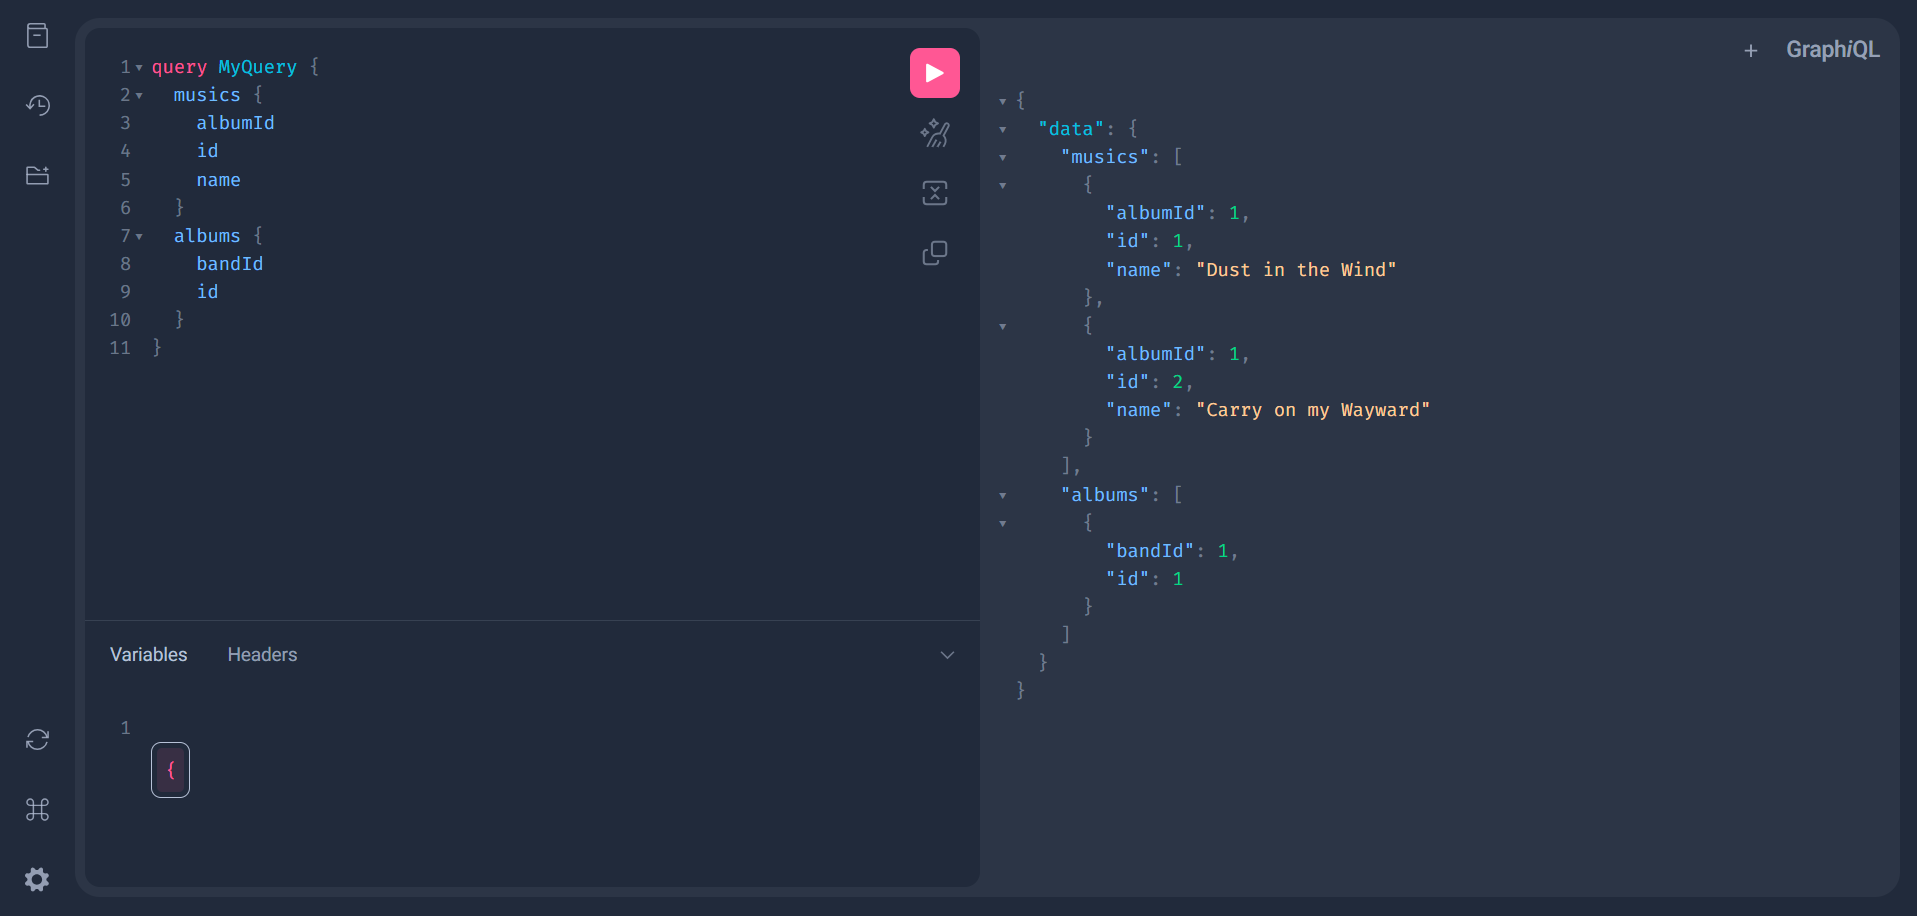 1 query MyQuery {
2 musics {
3 albumId
4 id
5 name
6 }
7 albums {
8 bandId
9 id
10 }
11 }
Variables Headers
1
{
+ GraphiQL
{
"data": {
"musics": [
{
"albumId": 1,
"id": 1,
"name": "Dust in the Wind"
},
{
"albumId": 1,
"id": 2,
"name": "Carry on my Wayward"
}
],
"albums": [
{
"bandId": 1,
"id": 1
}
]
}
}